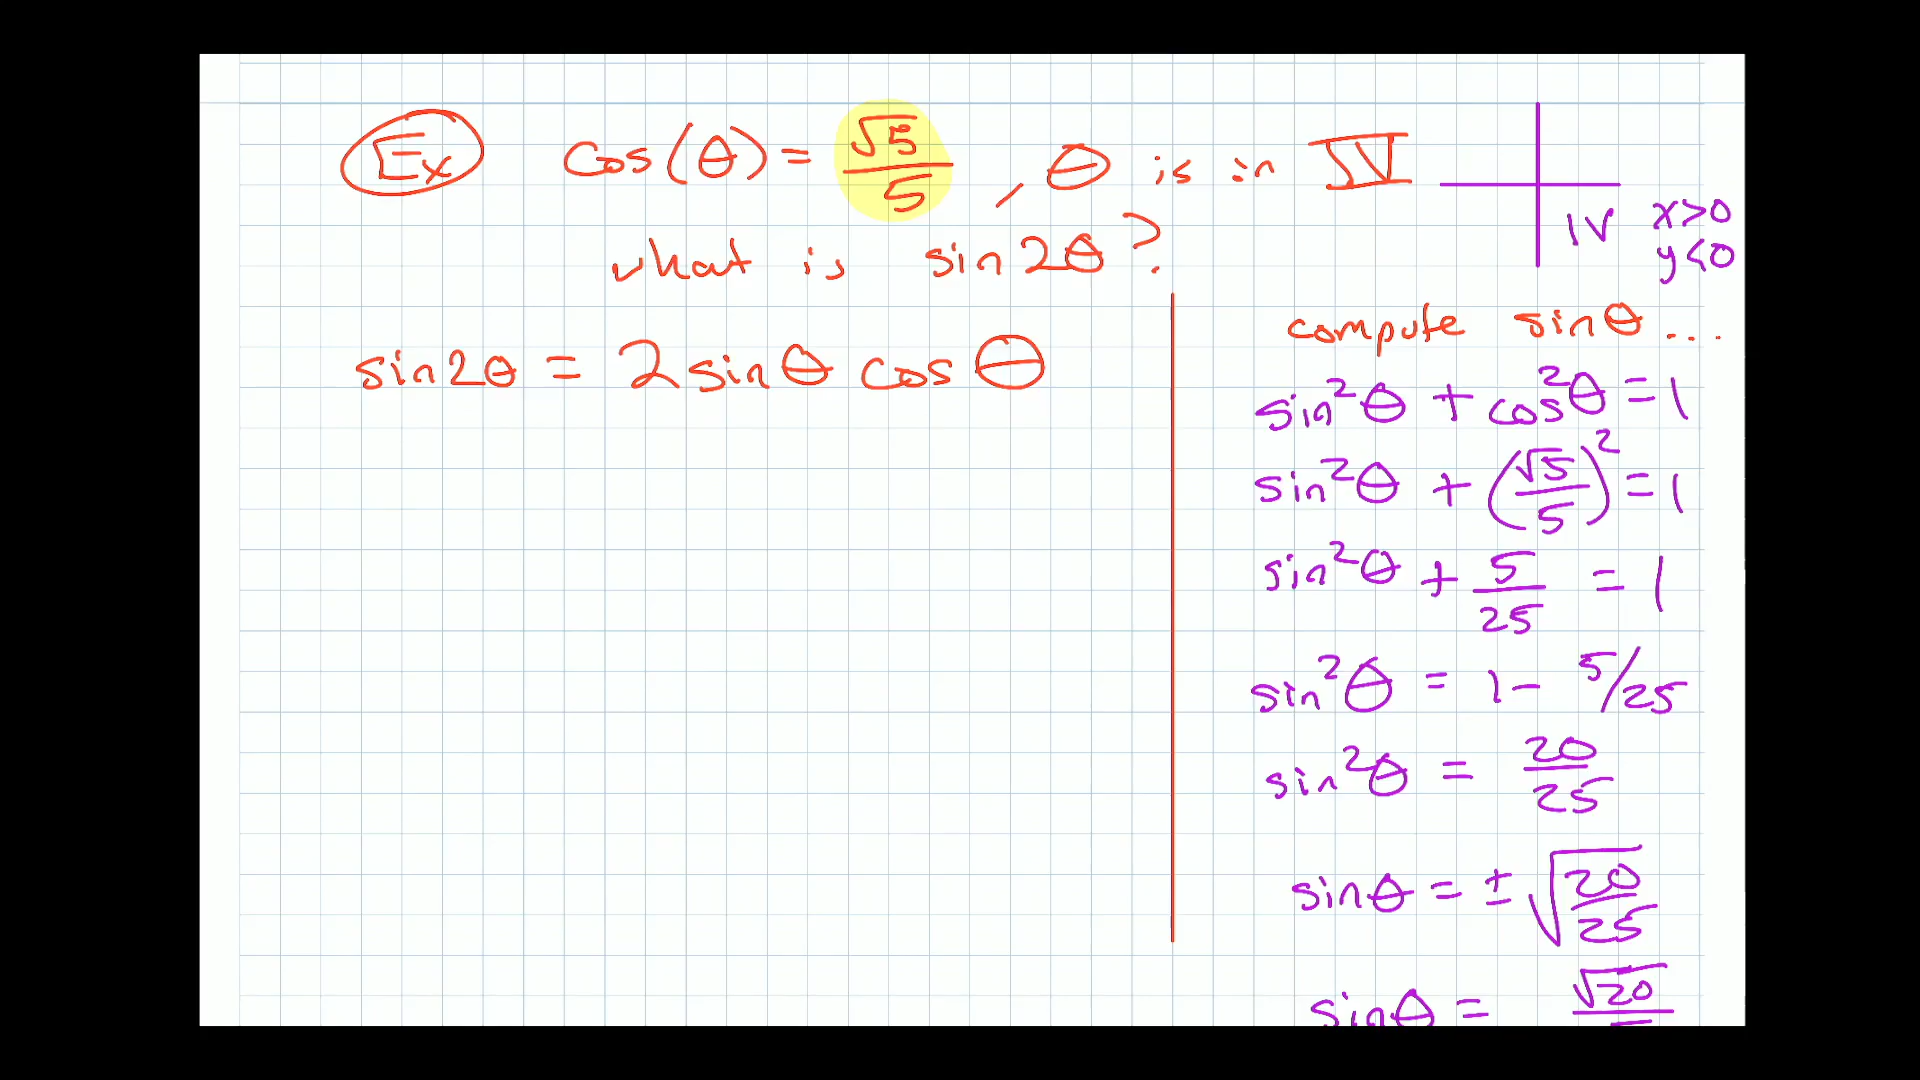 Ex cos(θ) = √5/5, θ is in IV
what is sin 2θ?
sin2θ = 2 sinθ cos θ
IV x>0
y<0
compute sinθ ...
sin²θ + cos²θ = 1
sin²θ + (√5/5)² = 1
sin²θ + 5/25 = 1
sin²θ = 1 - 5/25
sin²θ = 20/25
sinθ = ± √(20/25)
sinθ = √20